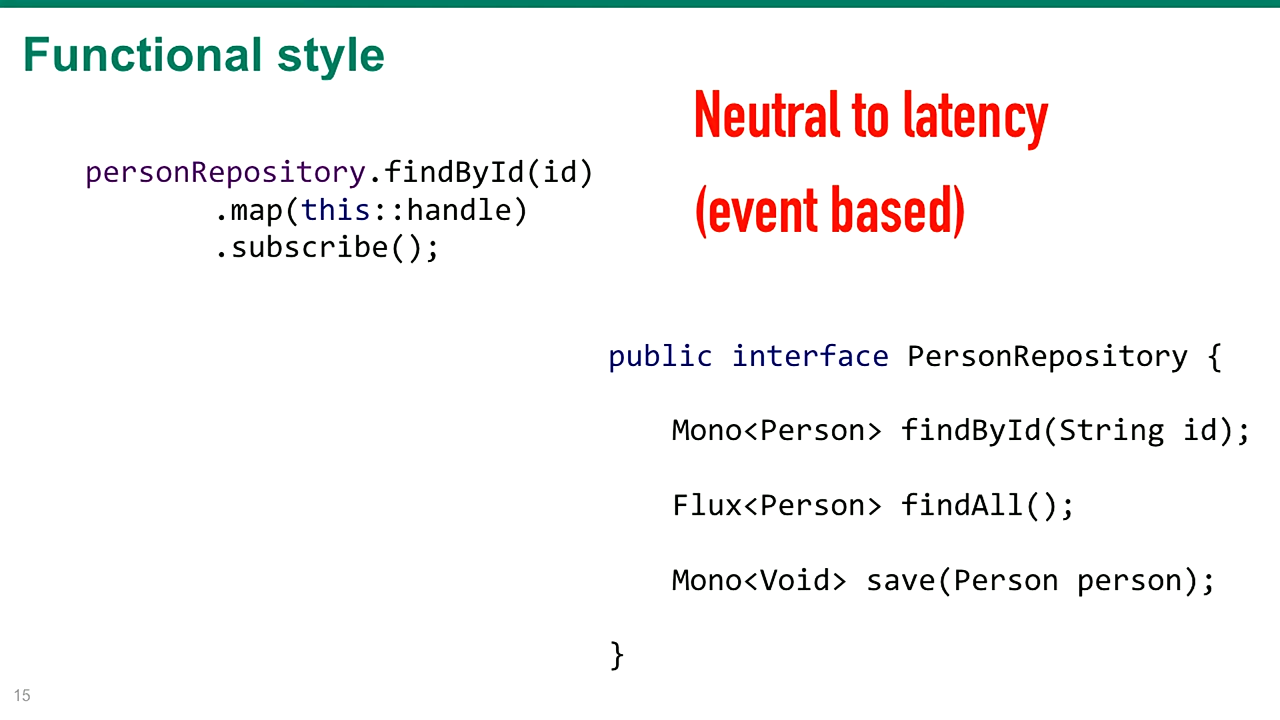 Functional style
Neutral to latency
(event based)
personRepository.findById(id)
.map(this::handle)
.subscribe();
public interface PersonRepository {
Mono<Person> findById(String id);
Flux<Person> findAll();
Mono<Void> save(Person person);
}
15